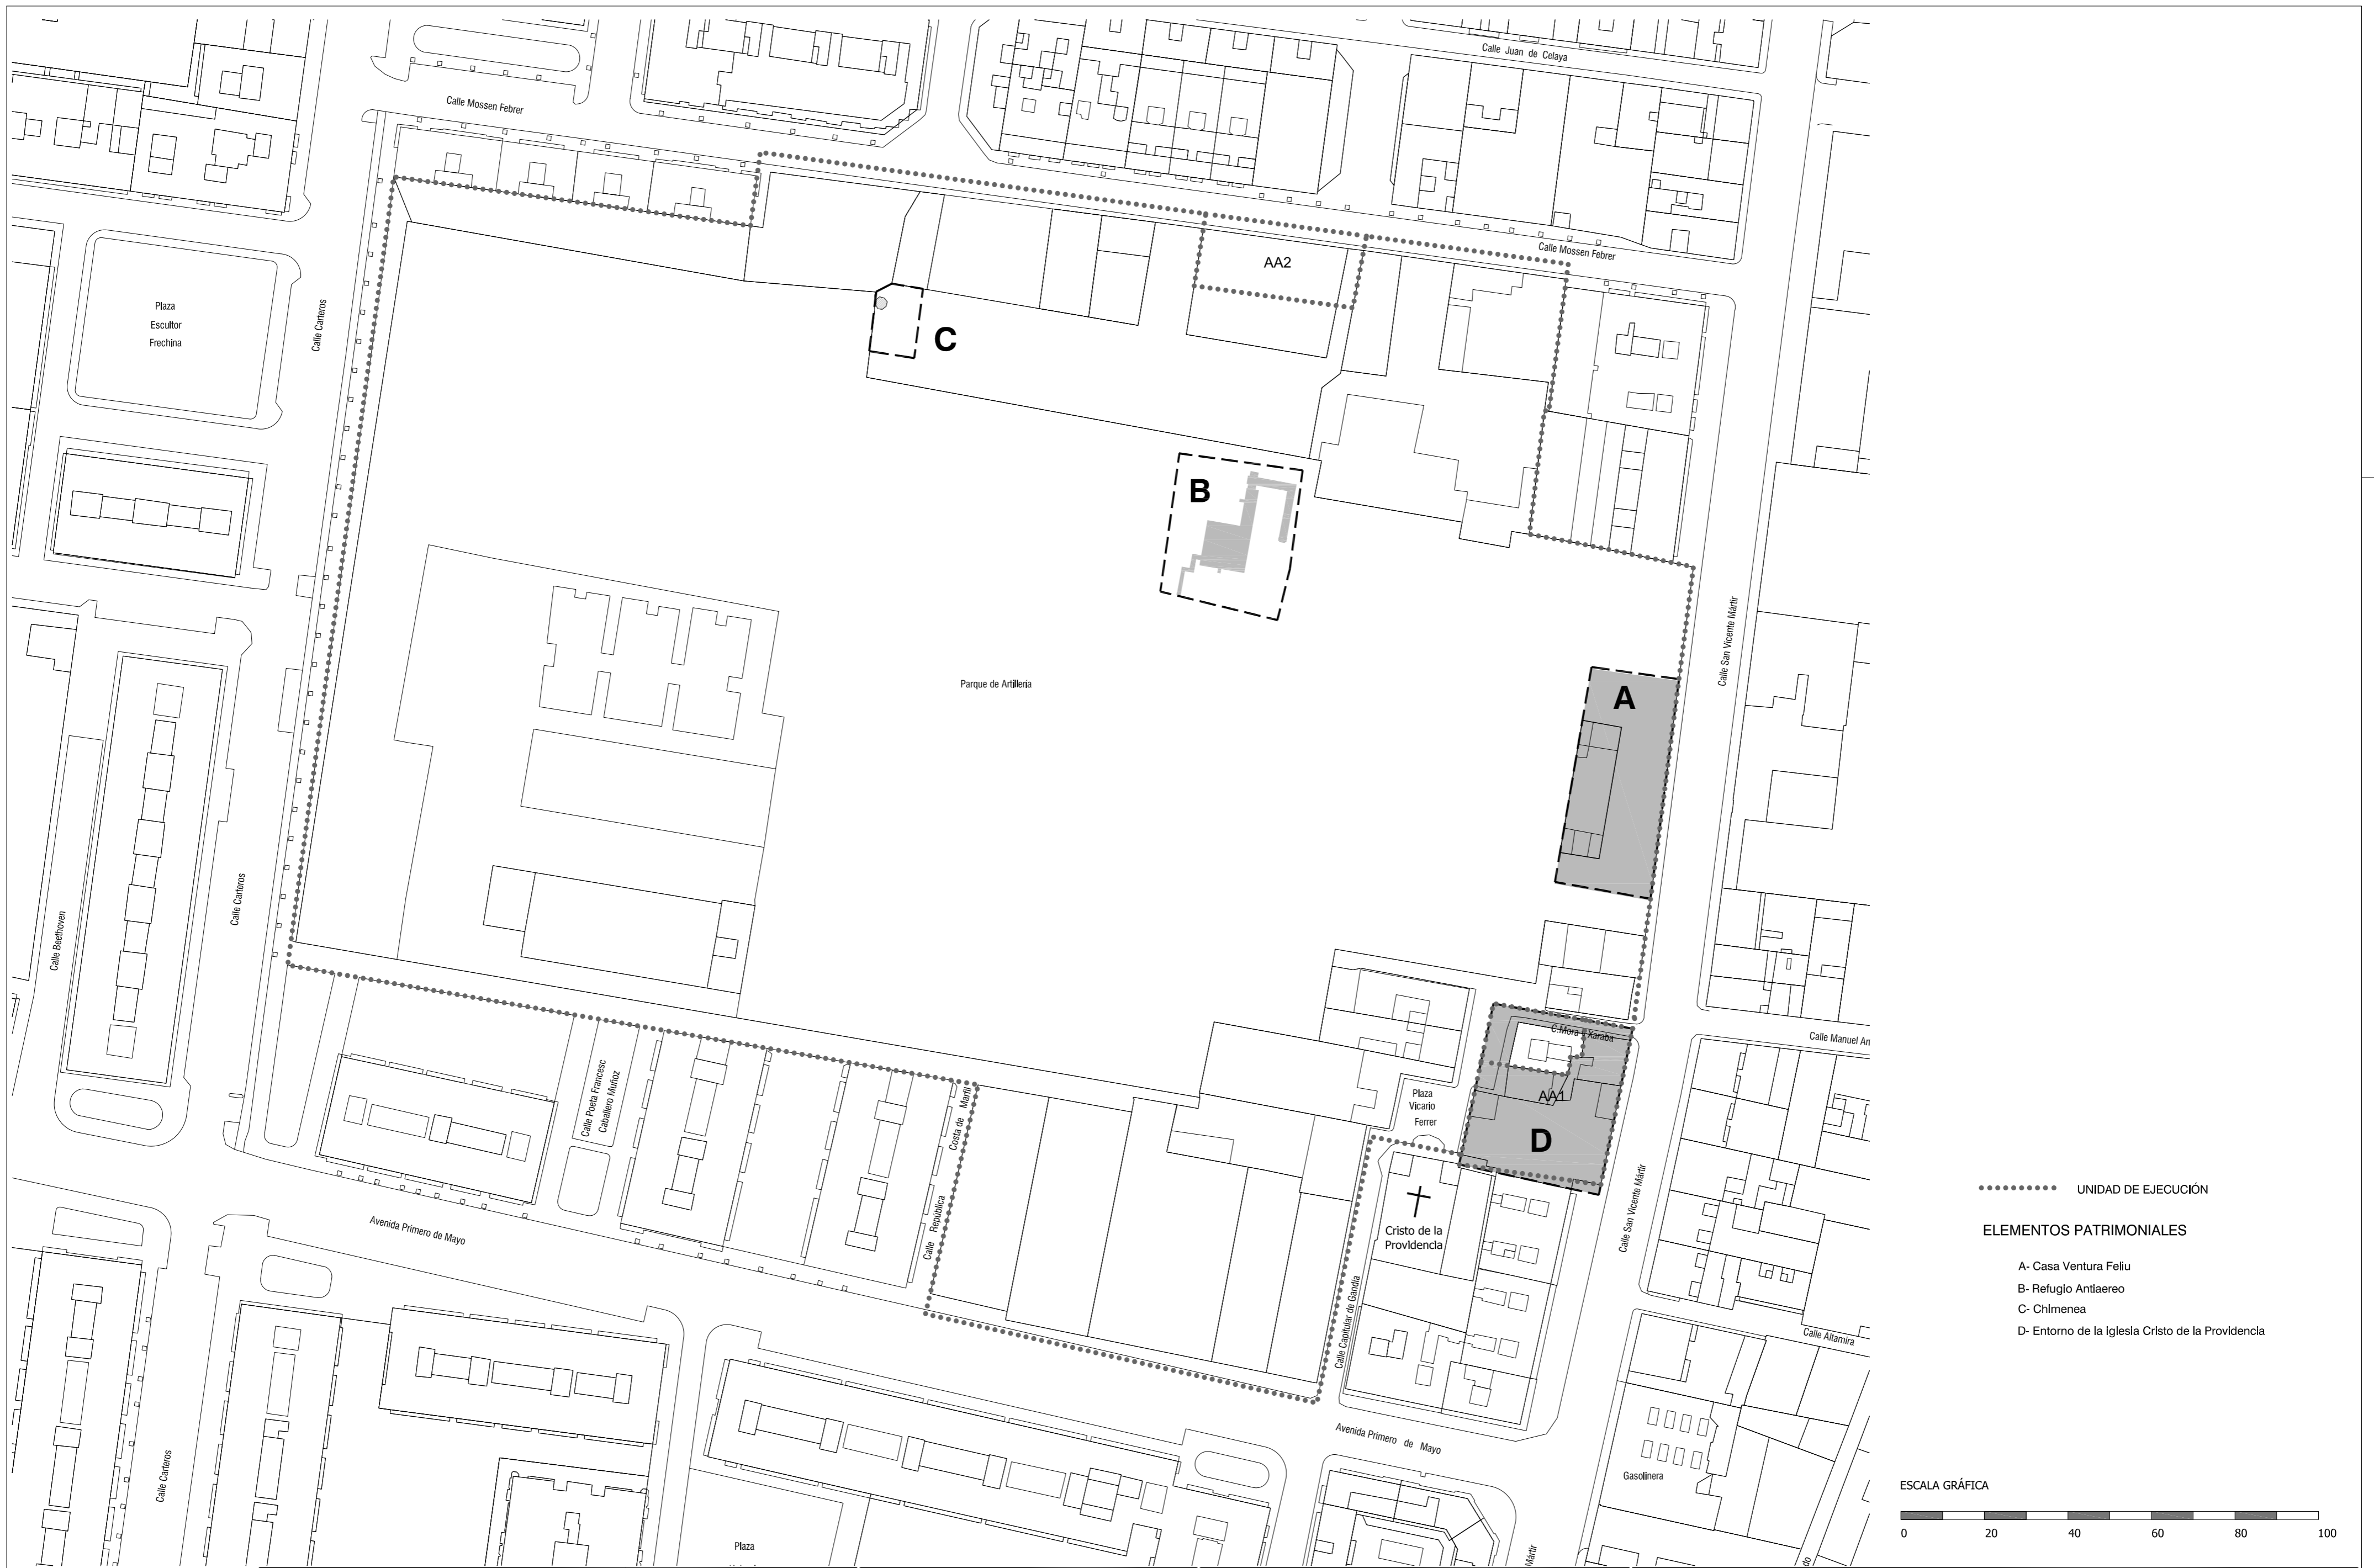 Calle Juan de Celaya
Calle Mossen Febrer
Calle Mossen Febrer
AA2
Plaza
Escultor
Frechina
Calle Carteros
C
B
Parque de Artillería
Calle San Vicente Mártir
A
Calle Beethoven
Calle Carteros
C.Mora Xaraba
Calle Manuel
AA1
Plaza
Vicario
Ferrer
D
Calle Poeta Francesc
Caballero Muñoz
Calle República Costa de Marfil
Cristo de la
Providencia
Calle San Vicente Mártir
Avenida Primero de Mayo
Calle Capitular de Gandía
Calle Altamira
Avenida Primero de Mayo
Gasolinera
Calle Carteros
Plaza
Mártir
UNIDAD DE EJECUCIÓN
ELEMENTOS PATRIMONIALES
A- Casa Ventura Feliu
B- Refugio Antiaereo
C- Chimenea
D- Entorno de la Iglesia Cristo de la Providencia
ESCALA GRÁFICA
0 20 40 60 80 100